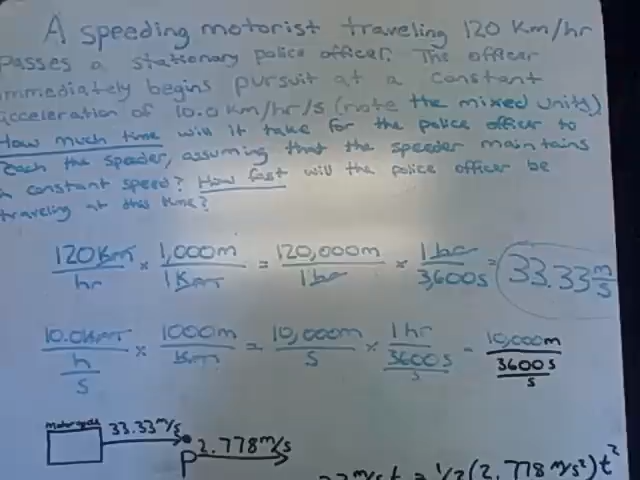 A speeding motorist traveling 120 Km/hr
passes a stationary police officer. The officer
immediately begins pursuit at a constant
acceleration of 10.0 km/hr/s (note the mixed units)
How much time will it take for the police officer to
reach the speeder, assuming that the speeder maintains
a constant speed? How fast will the police officer be
traveling at this time?
120Km/hr × 1,000m/1Km = 120,000m/1hr × 1hr/3,600s = 33.33 m/s
10.0Km/h/s × 1000m/Km = 10,000m/s × 1hr/3600s/s = 10,000m/3600s/s
33.33 m/s
P 2.778 m/s
m/s t = 1/2 (2.778 m/s²) t²